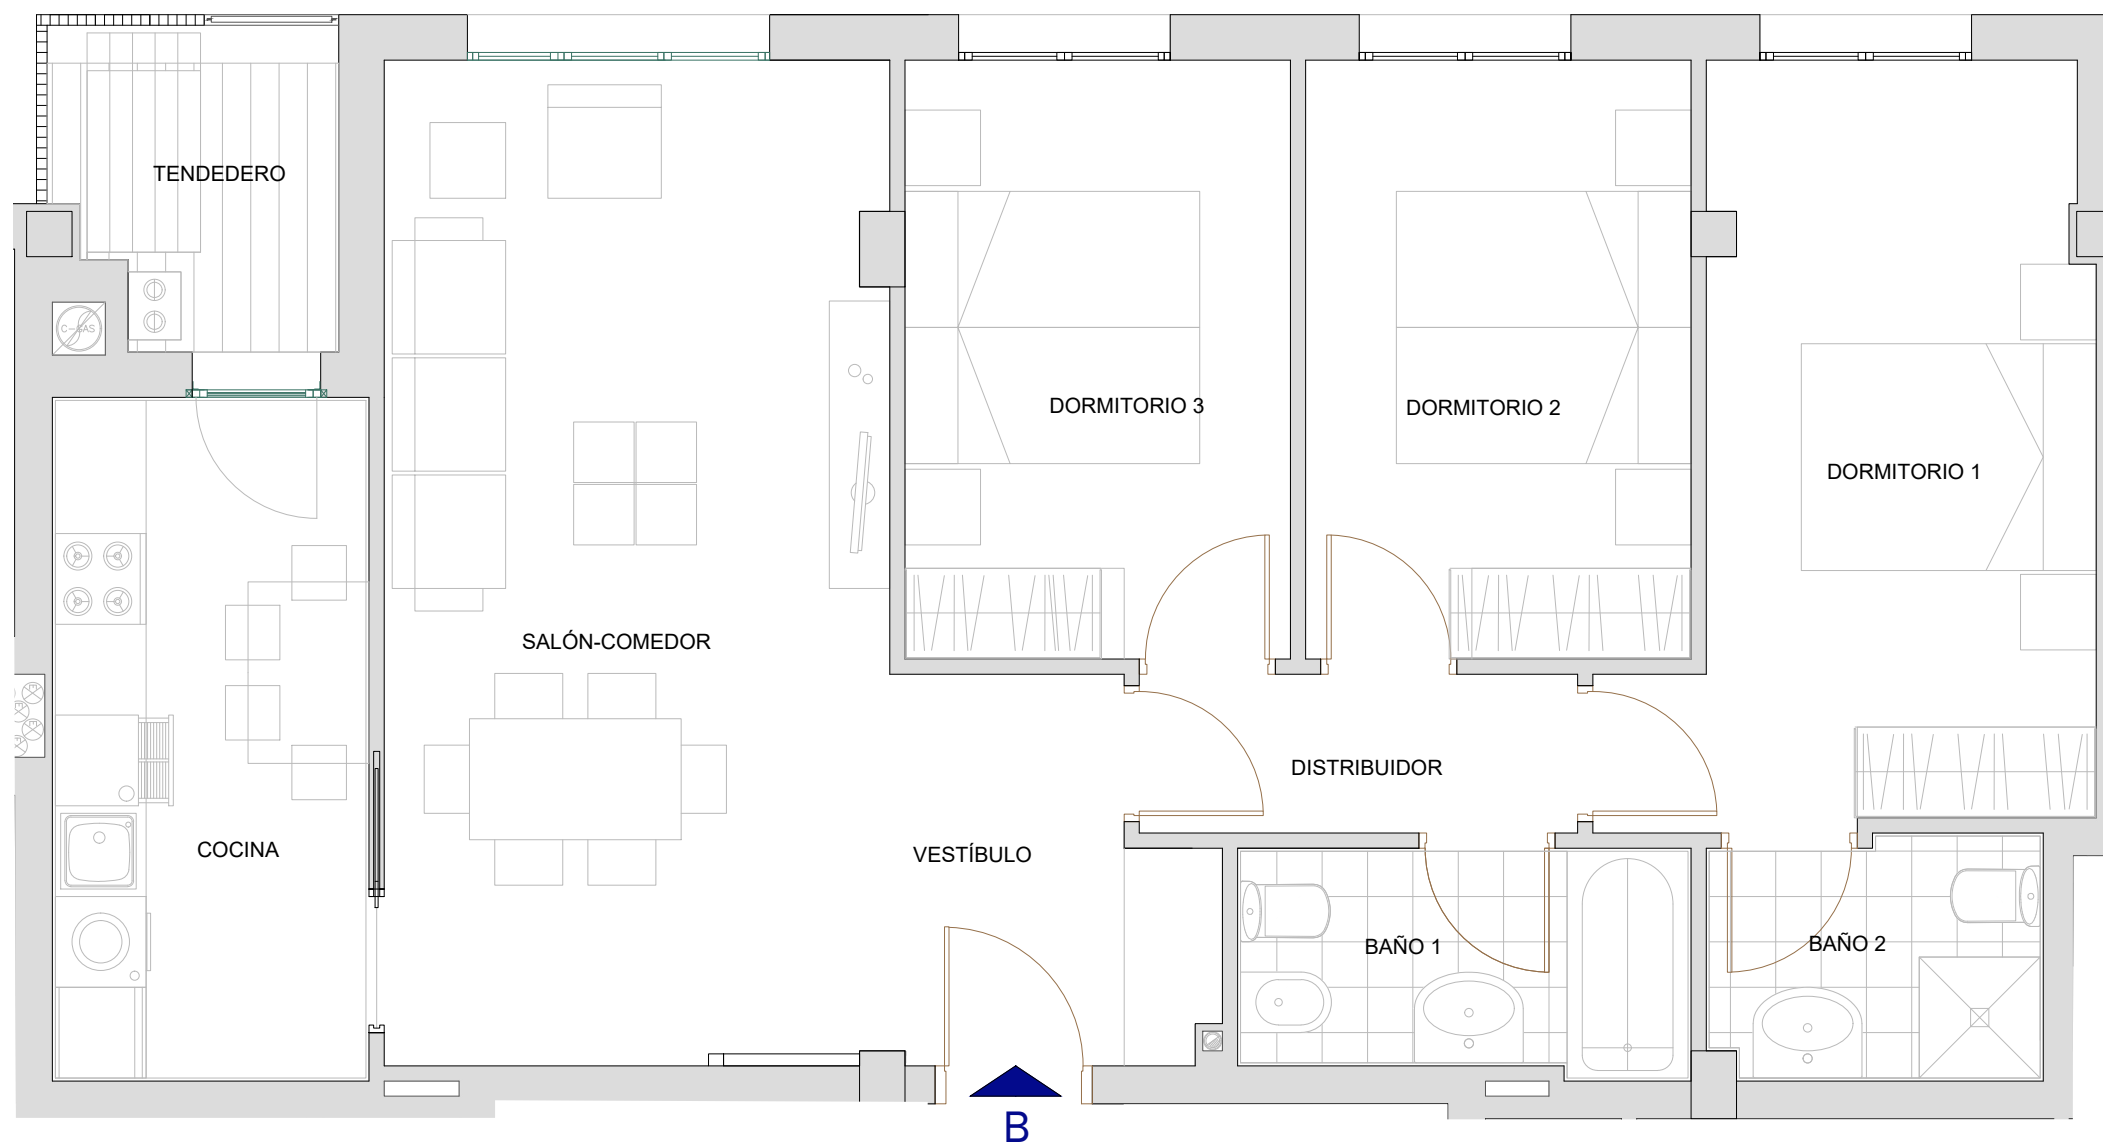 TENDEDERO
C-GAS
DORMITORIO 3
DORMITORIO 2
DORMITORIO 1
SALÓN-COMEDOR
DISTRIBUIDOR
COCINA
VESTÍBULO
BAÑO 1
BAÑO 2
B